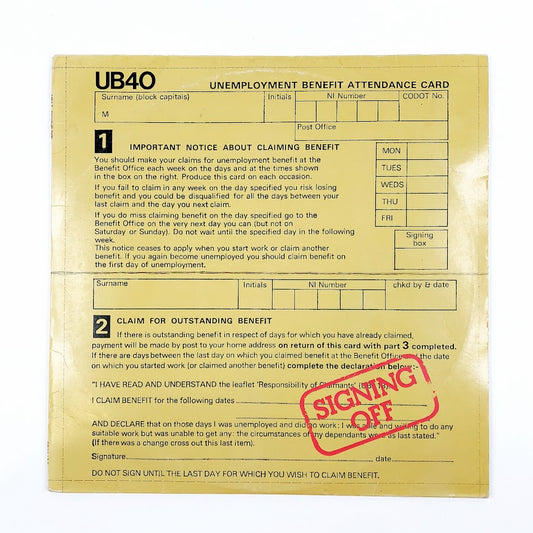 UB40 UNEMPLOYMENT BENEFIT ATTENDANCE CARD
Surname (block capitals) Initials NI Number CODOT No.
M
Post Office
1 IMPORTANT NOTICE ABOUT CLAIMING BENEFIT
You should make your claims for unemployment benefit at the
Benefit Office each week on the days and at the times shown
in the box on the right. Produce this card on each occasion.
If you fail to claim in any week on the day specified you risk losing
benefit and you could be disqualified for all the days between your
last claim and the day you next claim.
If you do miss claiming benefit on the day specified go to the
Benefit Office on the very next day you can (but not on
Saturday or Sunday). Do not wait until the specified day in the following
week.
This notice ceases to apply when you start work or claim another
benefit. If you again become unemployed you should claim benefit on
the first day of unemployment.
MON
TUES
WEDS
THU
FRI
Signing
box
Surname Initials NI Number chkd by & date
2 CLAIM FOR OUTSTANDING BENEFIT
If there is outstanding benefit in respect of days for which you have already claimed,
payment will be made by post to your home address on return of this card with part 3 completed.
If there are days between the last day on which you claimed benefit at the Benefit Office the date
on which you started work (or claimed another benefit) complete the declaration below:-
"I HAVE READ AND UNDERSTAND the leaflet 'Responsibility of Claimants'
I CLAIM BENEFIT for the following dates
AND DECLARE that on those days I was unemployed and did no work: I was able and willing to do any
suitable work but was unable to get any: the circumstances of my dependants were as last stated."
(If there was a change cross out this last item).
Signature date
DO NOT SIGN UNTIL THE LAST DAY FOR WHICH YOU WISH TO CLAIM BENEFIT.
SIGNING
OFF